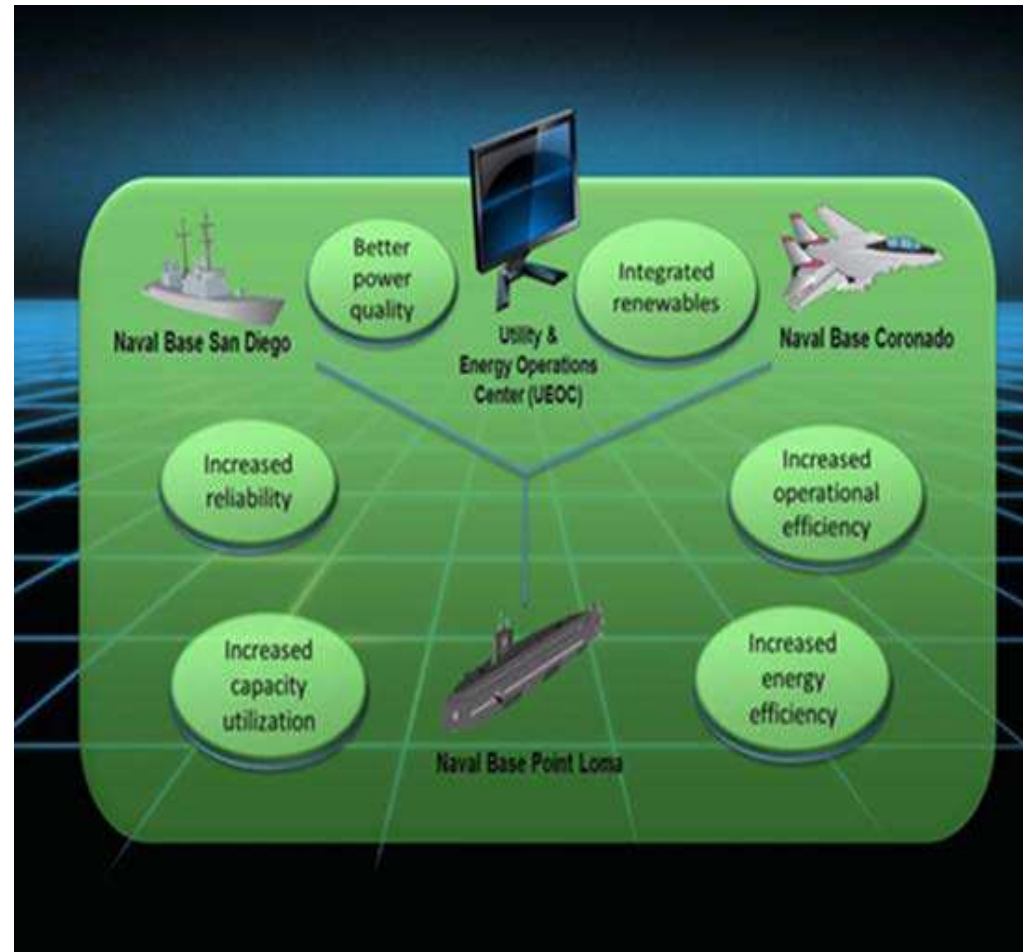 Better
power
quality
Integrated
renewables
Naval Base San Diego
Utility &
Energy Operations
Center (UEOC)
Naval Base Coronado
Increased
reliability
Increased
operational
efficiency
Increased
capacity
utilization
Increased
energy
efficiency
Naval Base Point Loma